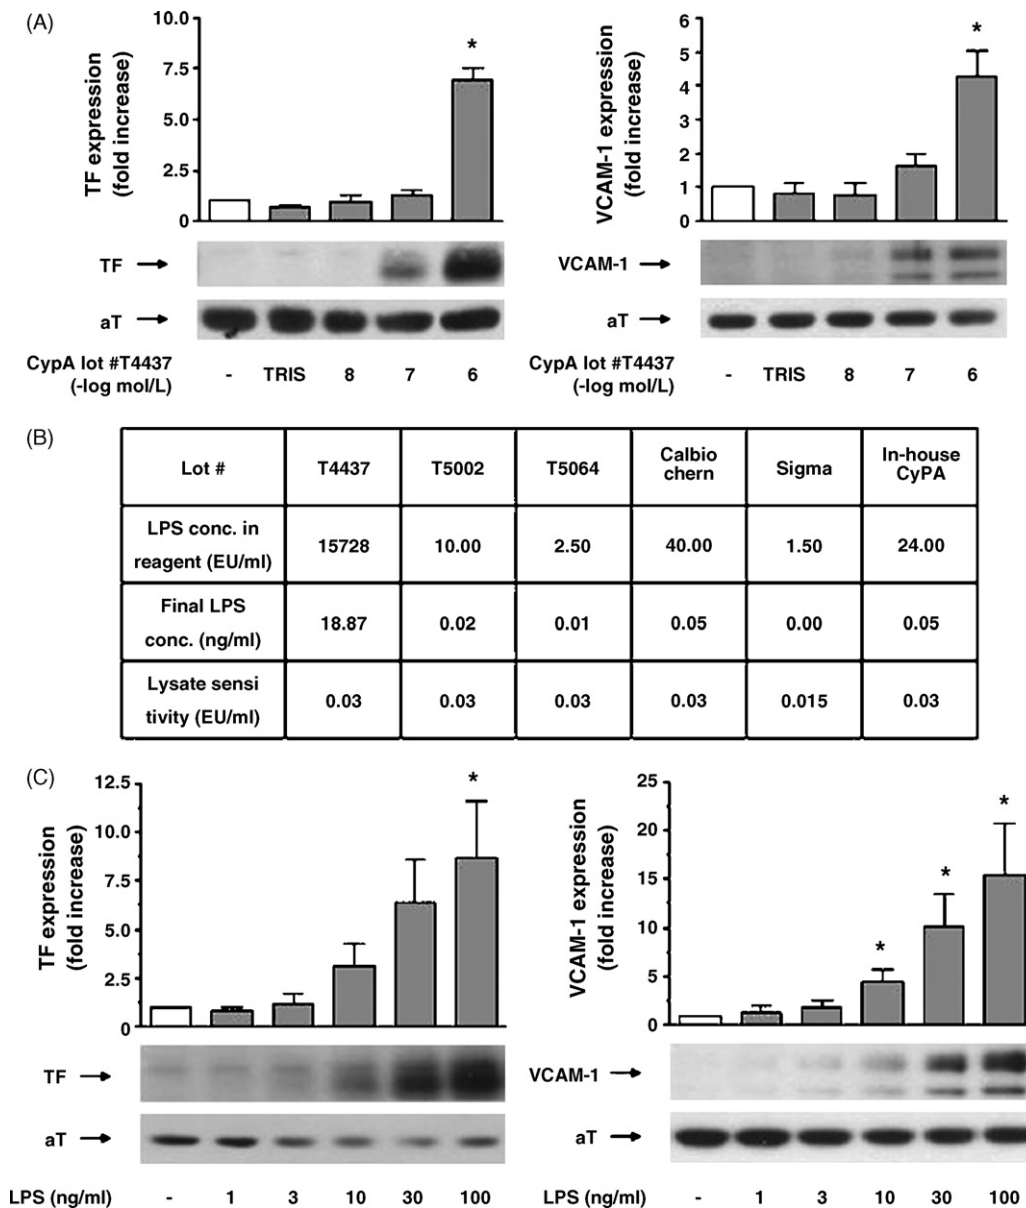 (A)
TF expression
(fold increase)
10.0
7.5
5.0
2.5
0
*
TF
aT
CypA lot #T4437
(-log mol/L)
- TRIS 8 7 6
VCAM-1 expression
(fold increase)
6
5
4
3
2
1
0
*
VCAM-1
aT
CypA lot #T4437
(-log mol/L)
- TRIS 8 7 6
(B)
Lot # T4437 T5002 T5064 Calbio chern Sigma In-house CyPA
LPS conc. in reagent (EU/ml) 15728 10.00 2.50 40.00 1.50 24.00
Final LPS conc. (ng/ml) 18.87 0.02 0.01 0.05 0.00 0.05
Lysate sensi tivity (EU/ml) 0.03 0.03 0.03 0.03 0.015 0.03
(C)
TF expression
(fold increase)
12.5
10.0
7.5
5.0
2.5
0
*
TF
aT
LPS (ng/ml) - 1 3 10 30 100
VCAM-1 expression
(fold increase)
25
20
15
10
5
0
* * *
VCAM-1
aT
LPS (ng/ml) - 1 3 10 30 100